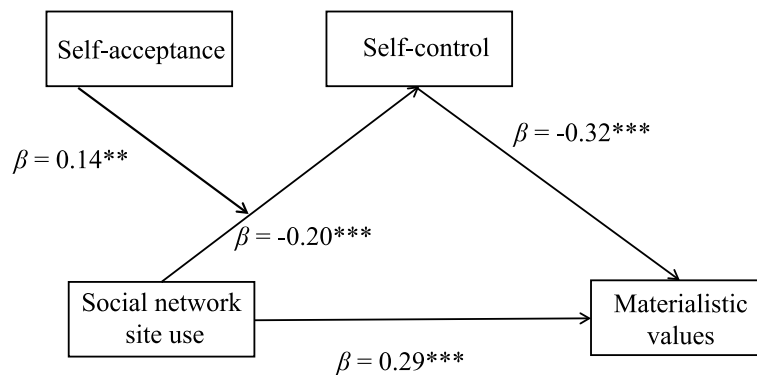 Self-acceptance
Self-control
β = 0.14**
β = -0.32***
β = -0.20***
Social network
site use
Materialistic
values
β = 0.29***